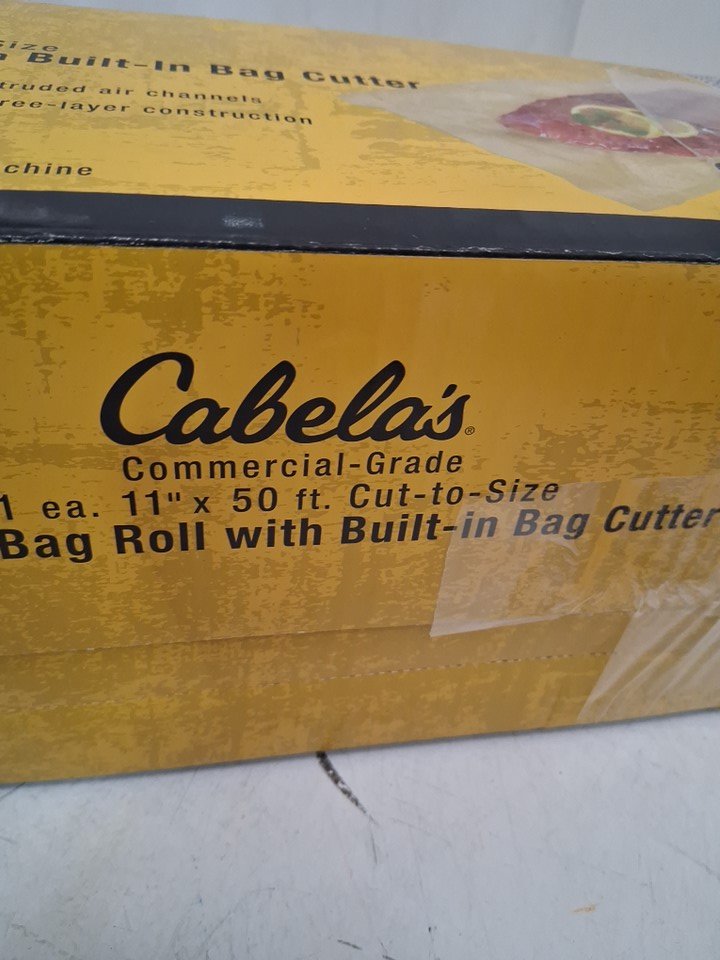 Size
Built-In Bag Cutter
truded air channels
ree-layer construction
chine
Cabela's®
Commercial-Grade
1 ea. 11" x 50 ft. Cut-to-Size
Bag Roll with Built-in Bag Cutter